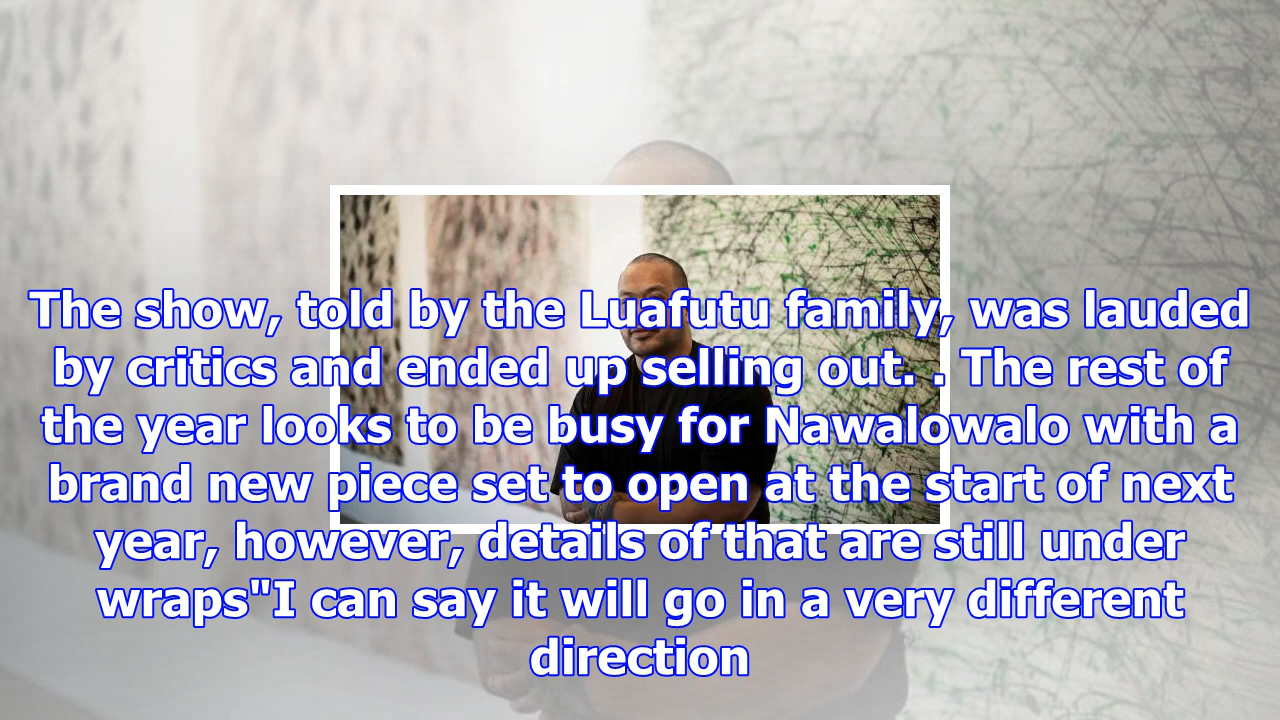 The show, told by the Luafutu family, was lauded
by critics and ended up selling out. . The rest of
the year looks to be busy for Nawalowalo with a
brand new piece set to open at the start of next
year, however, details of that are still under
wraps"I can say it will go in a very different
direction